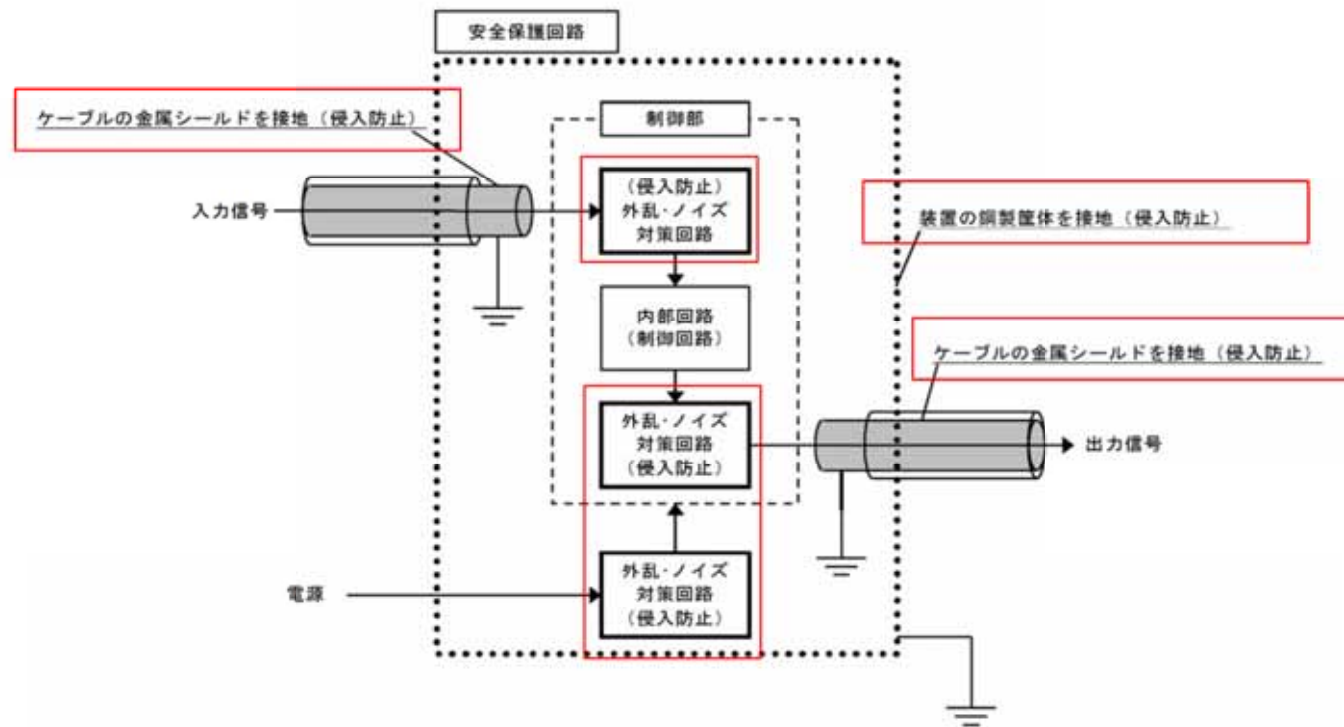 安全保護回路
ケーブルの金属シールドを接地（侵入防止）
制御部
入力信号
（侵入防止）
外乱・ノイズ
対策回路
装置の鋼製筐体を接地（侵入防止）
内部回路
（制御回路）
ケーブルの金属シールドを接地（侵入防止）
外乱・ノイズ
対策回路
（侵入防止）
出力信号
電源
外乱・ノイズ
対策回路
（侵入防止）